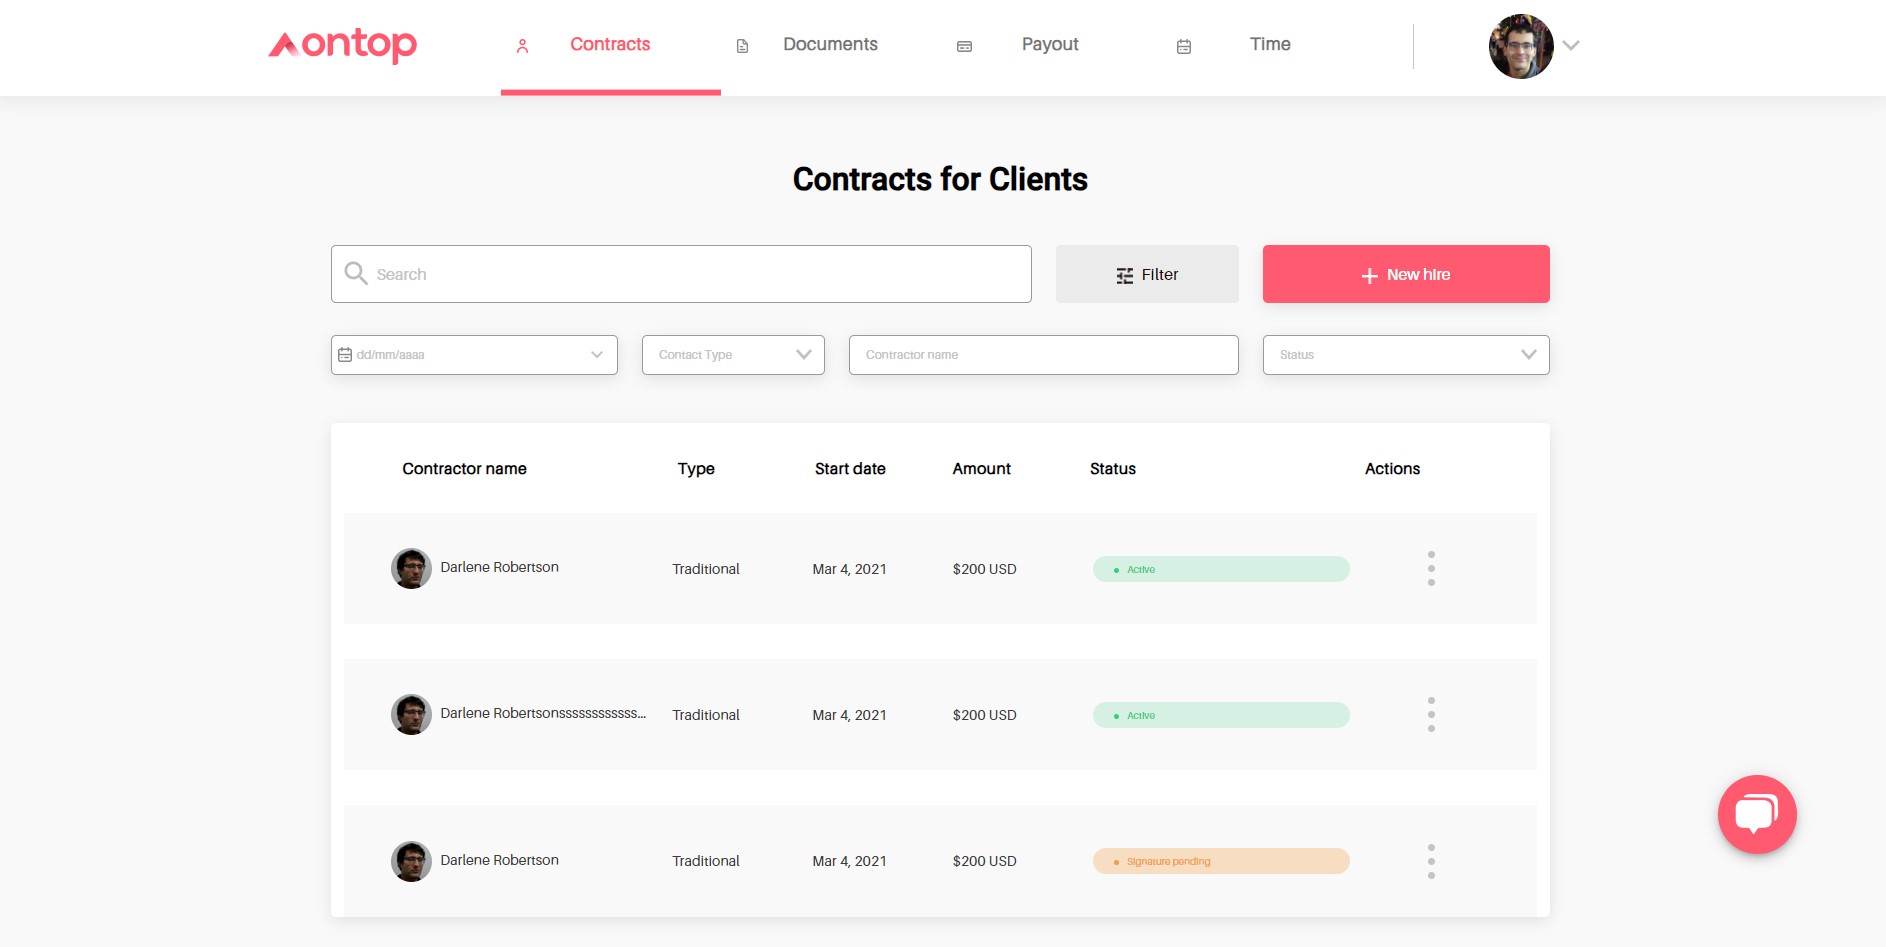 ontop
Contracts
Documents
Payout
Time
Contracts for Clients
Search
Filter
New hire
dd/mm/aaaa
Contact Type
Contractor name
Status
Contractor name Type Start date Amount Status Actions
Darlene Robertson Traditional Mar 4, 2021 $200 USD Active
Darlene Robertsonssssssssssss... Traditional Mar 4, 2021 $200 USD Active
Darlene Robertson Traditional Mar 4, 2021 $200 USD Signature pending